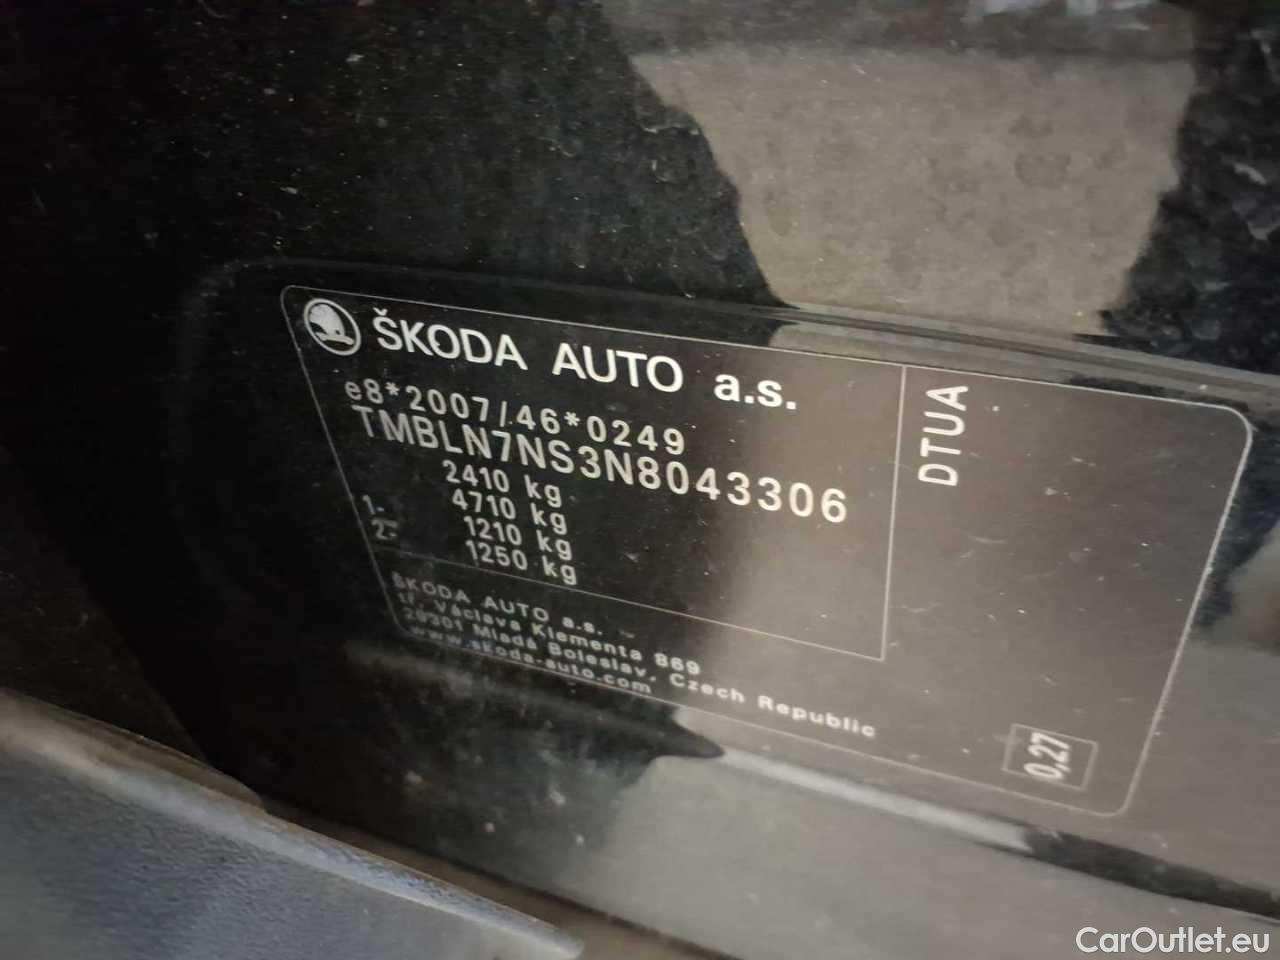 ŠKODA AUTO a.s.
e8*2007/46*0249
TMBLN7NS3N8043306
2410 kg
4710 kg
1.- 1210 kg
2.- 1250 kg
ŠKODA AUTO a.s.
tř. Václava Klementa 869
29301 Mladá Boleslav, Czech Republic
www.skoda-auto.com
DTUA
0,27
CarOutlet.eu